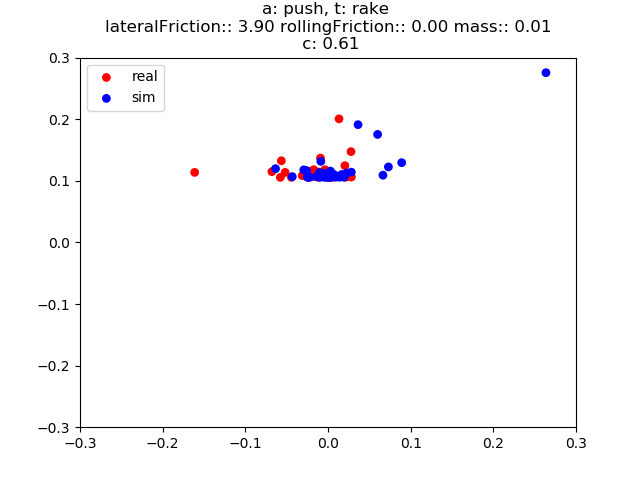 a: push, t: rake
lateralFriction:: 3.90 rollingFriction:: 0.00 mass:: 0.01
c: 0.61
real
sim
0.3
0.2
0.1
0.0
−0.1
−0.2
−0.3
−0.3
−0.2
−0.1
0.0
0.1
0.2
0.3